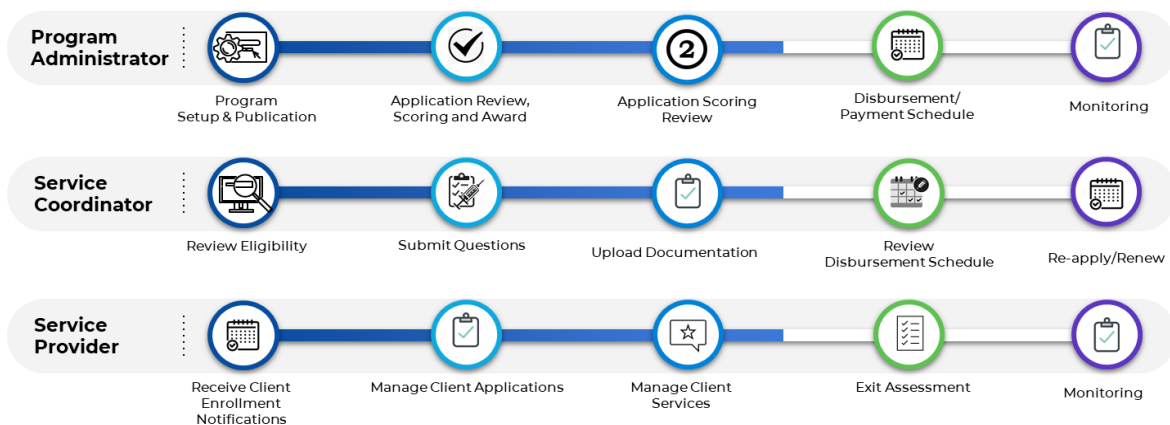 Program
Administrator
2
Program
Setup & Publication
Application Review,
Scoring and Award
Application Scoring
Review
Disbursement/
Payment Schedule
Monitoring
Service
Coordinator
Review Eligibility
Submit Questions
Upload Documentation
Review
Disbursement Schedule
Re-apply/Renew
Service
Provider
Receive Client
Enrollment
Notifications
Manage Client Applications
Manage Client
Services
Exit Assessment
Monitoring